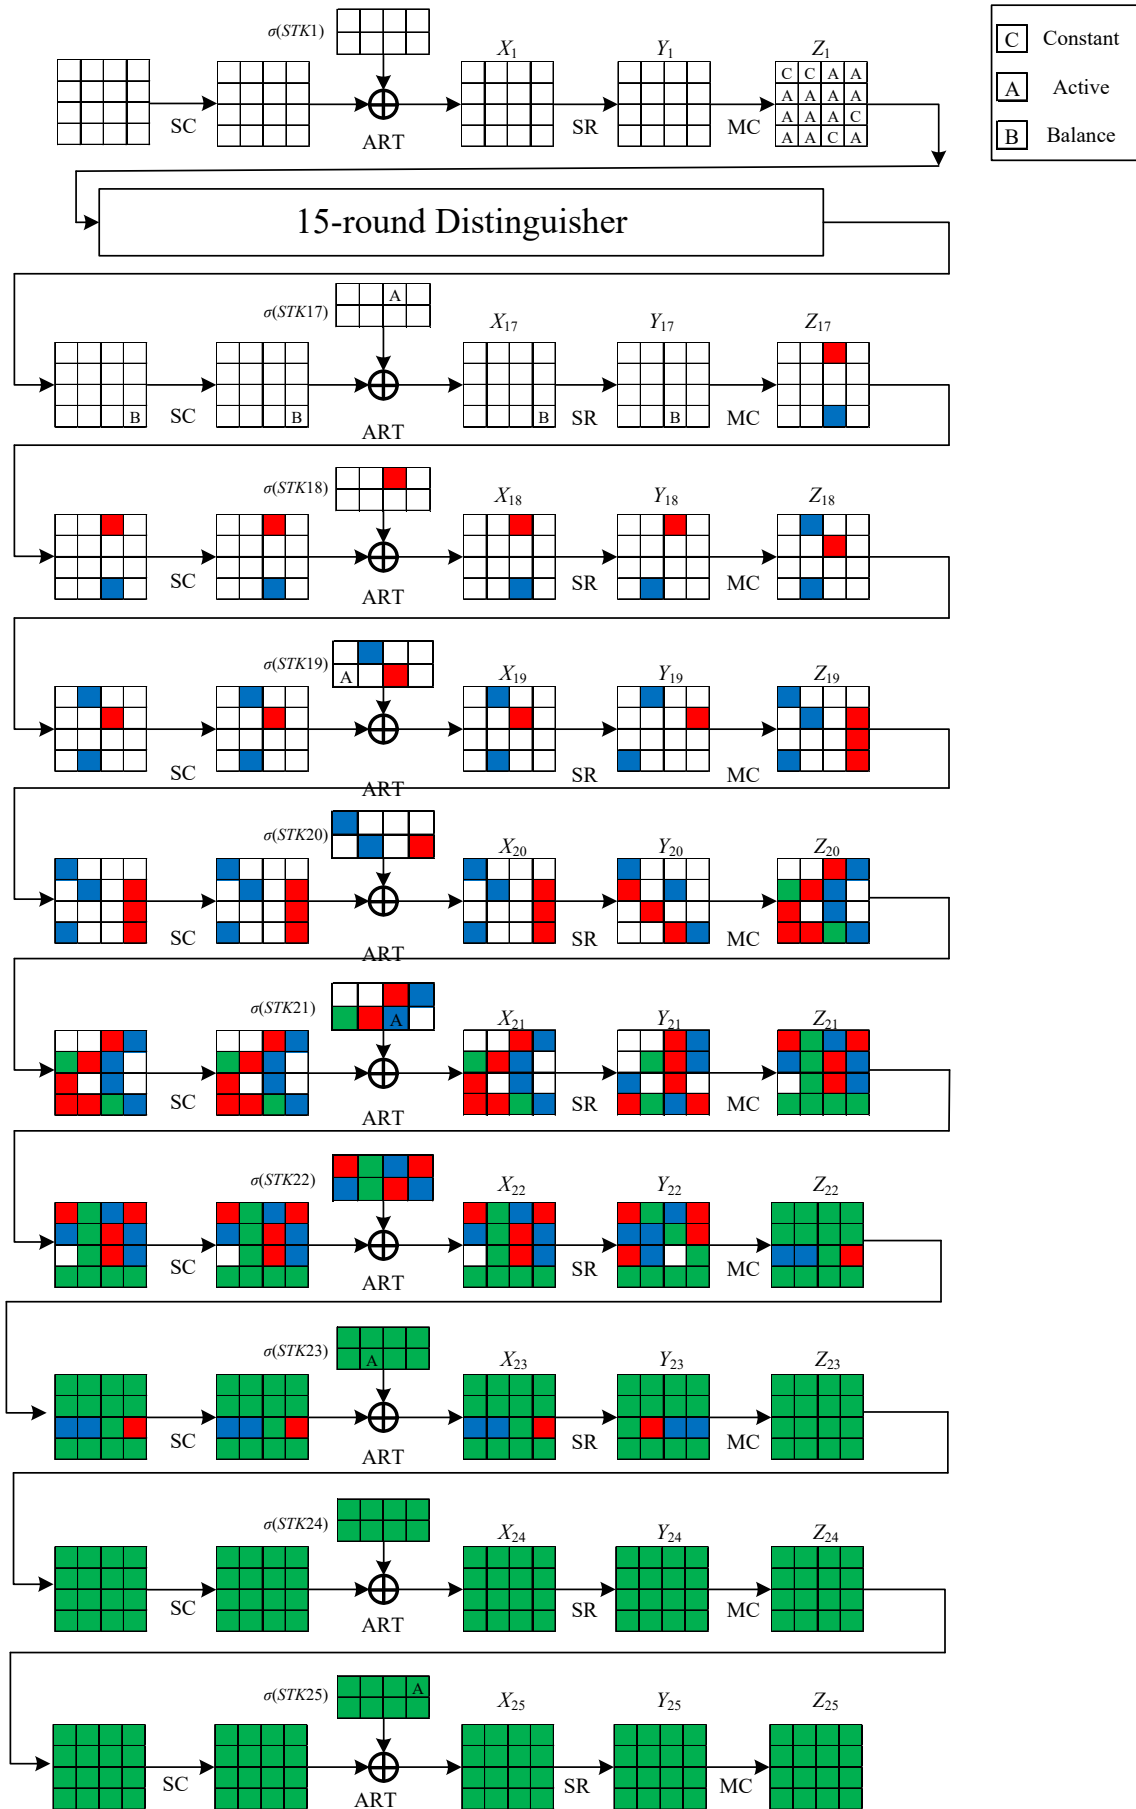 σ(STK1)
X1
Y1
Z1
C C A A
A A A A
A A A C
A A C A
SC
ART
SR
MC
C Constant
A Active
B Balance
15-round Distinguisher
σ(STK17)
A
X17
Y17
Z17
B
B
B
B
SC
ART
SR
MC
σ(STK18)
X18
Y18
Z18
SC
ART
SR
MC
σ(STK19)
A
X19
Y19
Z19
SC
ART
SR
MC
σ(STK20)
X20
Y20
Z20
SC
ART
SR
MC
σ(STK21)
A
X21
Y21
Z21
SC
ART
SR
MC
σ(STK22)
X22
Y22
Z22
SC
ART
SR
MC
σ(STK23)
A
X23
Y23
Z23
SC
ART
SR
MC
σ(STK24)
X24
Y24
Z24
SC
ART
SR
MC
σ(STK25)
A
X25
Y25
Z25
SC
ART
SR
MC